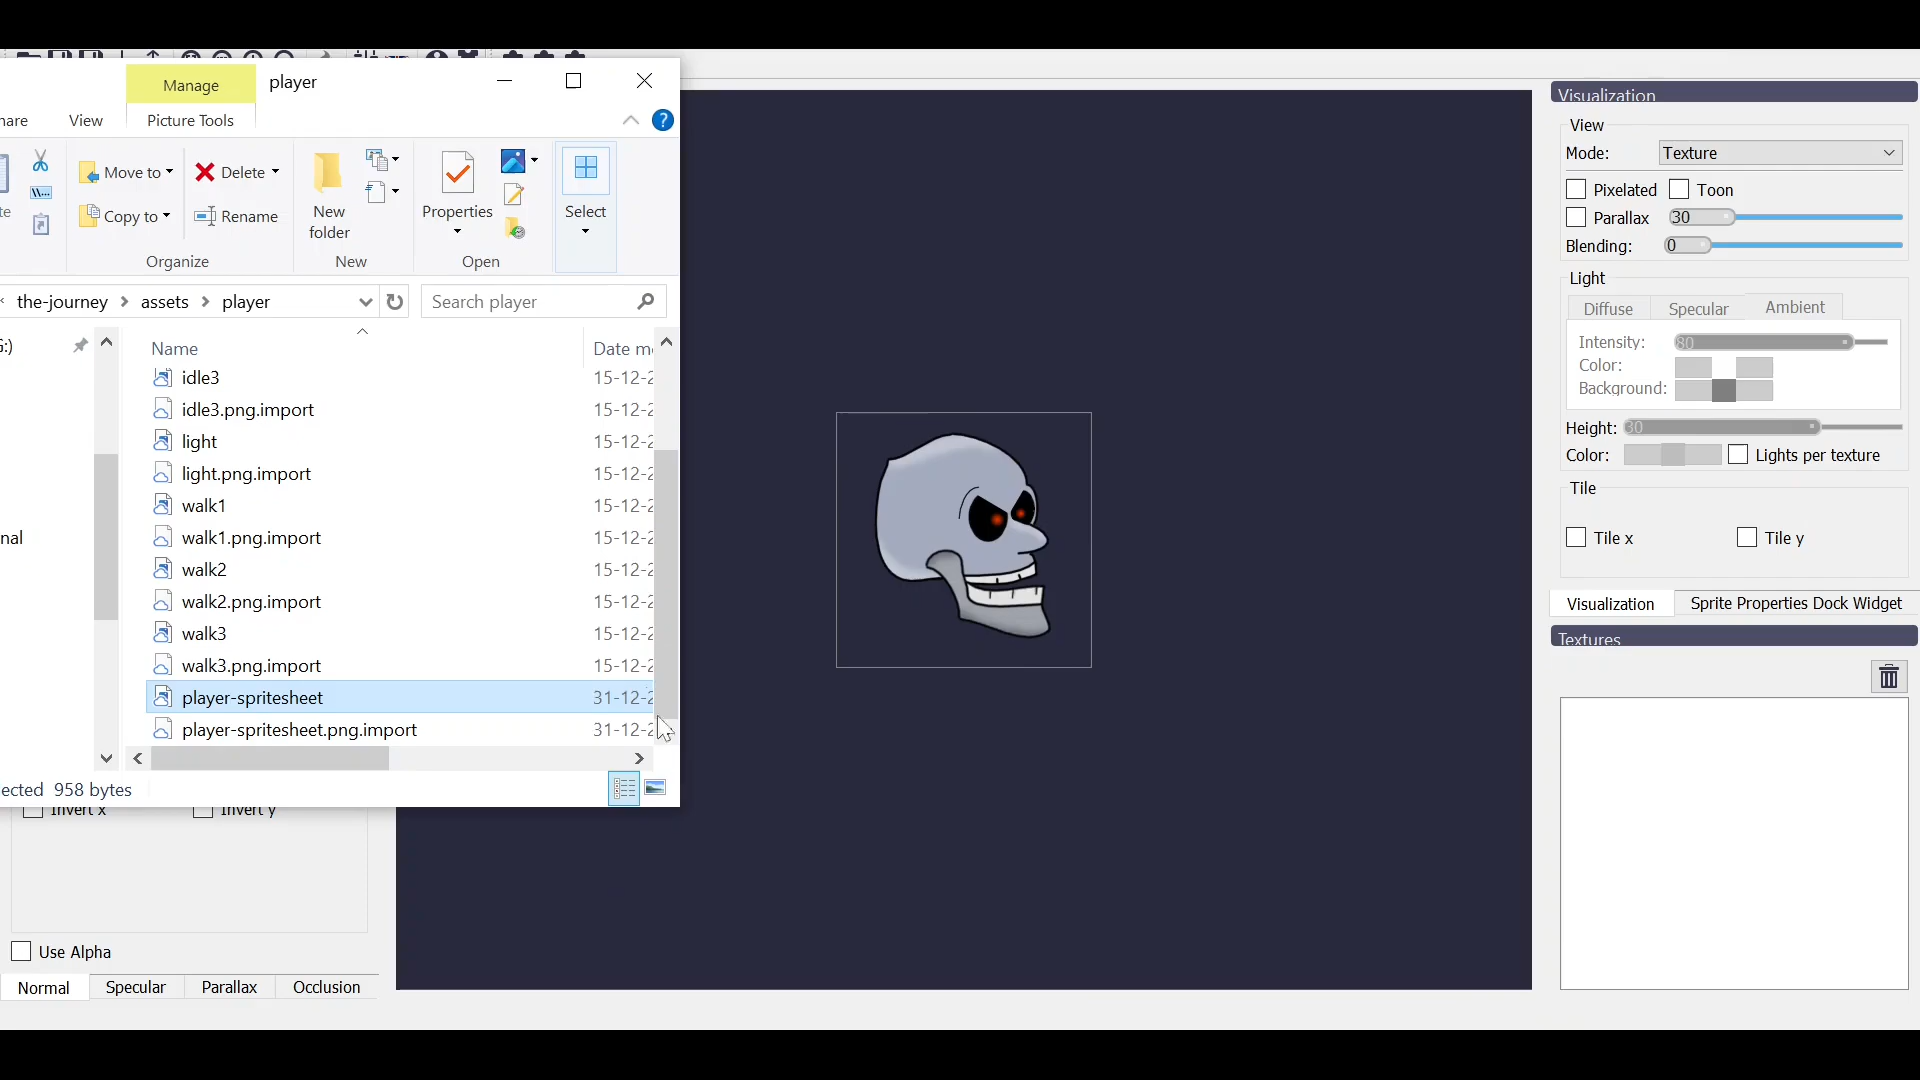 Manage
player
hare
View
Picture Tools
?
Move to
Delete
Copy to
Rename
New folder
Properties
Select
Organize
New
Open
the-journey
assets
player
Search player
Name
idle3
15-12-2
idle3.png.import
15-12-2
light
15-12-2
light.png.import
15-12-2
walk1
15-12-2
walk1.png.import
15-12-2
walk2
15-12-2
walk2.png.import
15-12-2
walk3
15-12-2
walk3.png.import
15-12-2
player-spritesheet
31-12-2
player-spritesheet.png.import
31-12-2
nal
ected 958 bytes
Invert x
Invert y
Use Alpha
Normal
Specular
Parallax
Occlusion
Visualization
View
Mode:
Texture
Pixelated
Toon
Parallax
30
Blending:
0
Light
Diffuse
Specular
Ambient
Intensity:
80
Color:
Background:
Height:
30
Color:
Lights per texture
Tile
Tile x
Tile y
Visualization
Sprite Properties Dock Widget
Textures